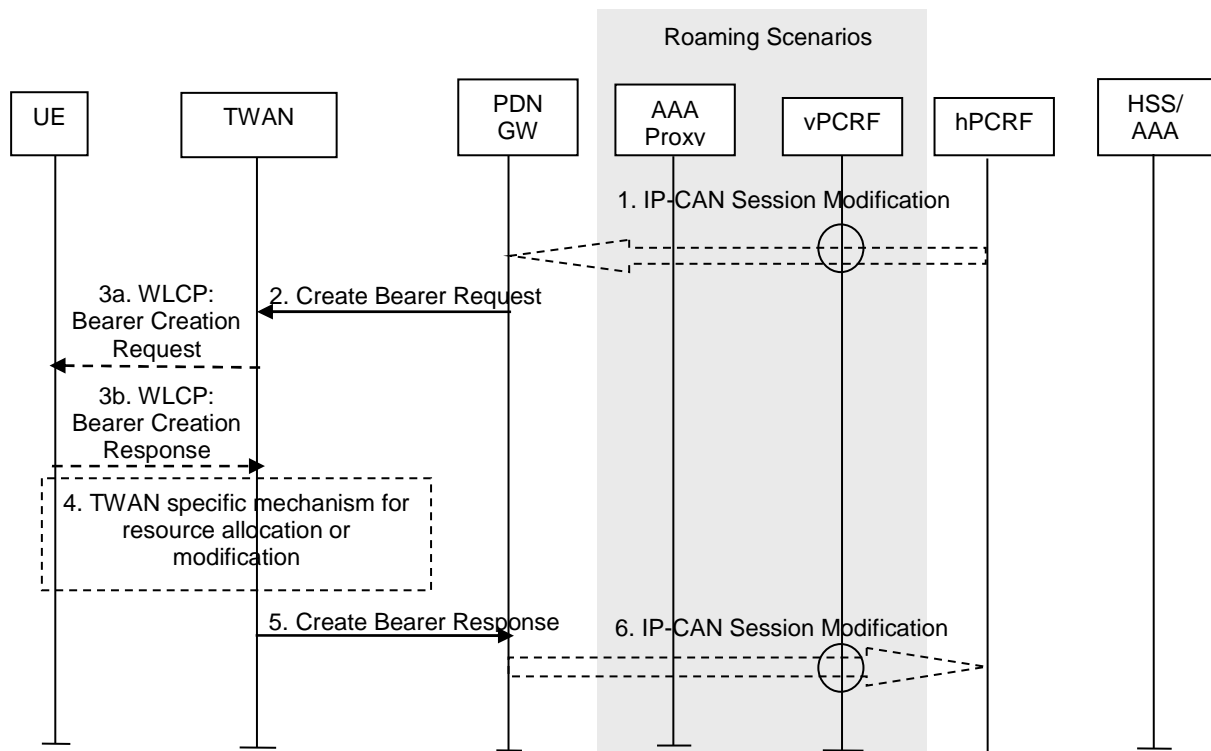 Roaming Scenarios
UE
TWAN
PDN
GW
AAA
Proxy
vPCRF
hPCRF
HSS/
AAA
1. IP-CAN Session Modification
2. Create Bearer Request
3a. WLCP:
Bearer Creation
Request
3b. WLCP:
Bearer Creation
Response
4. TWAN specific mechanism for
resource allocation or
modification
5. Create Bearer Response
6. IP-CAN Session Modification